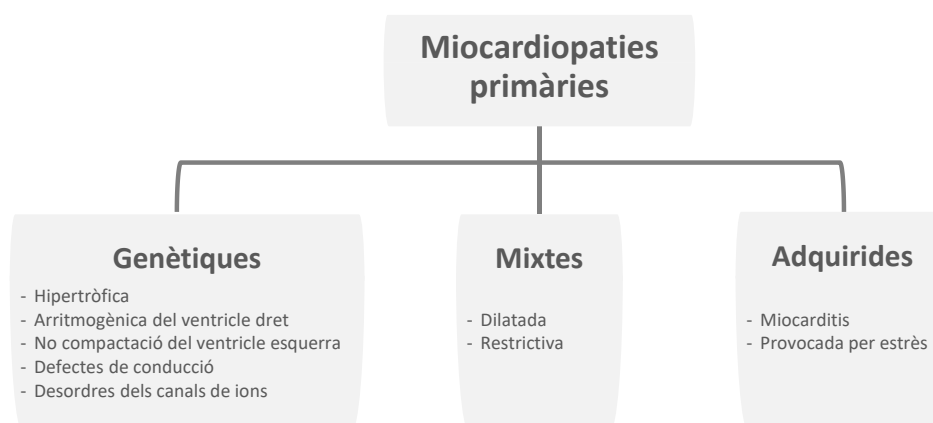 Miocardiopaties
primàries
Genètiques
- Hipertròfica
- Arritmogènica del ventricle dret
- No compactació del ventricle esquerra
- Defectes de conducció
- Desordres dels canals de ions
Mixtes
- Dilatada
- Restrictiva
Adquirides
- Miocarditis
- Provocada per estrès